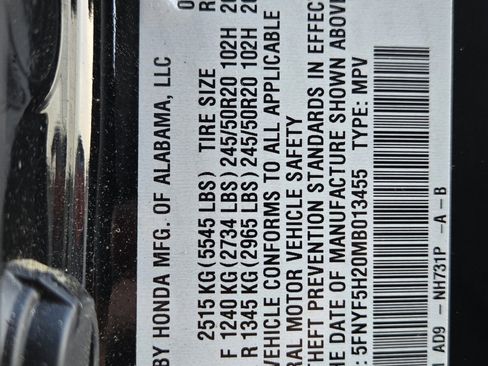 BY HONDA MFG. OF ALABAMA, LLC
2515 KG (5545 LBS) TIRE SIZE
F 1240 KG (2734 LBS) 245/50R20 102H
R 1345 KG (2965 LBS) 245/50R20 102H
VEHICLE CONFORMS TO ALL APPLICABLE
RAL MOTOR VEHICLE SAFETY
THEFT PREVENTION STANDARDS IN EFFEC
HE DATE OF MANUFACTURE SHOWN ABOVE
: 5FNYF5H20MB013455 TYPE: MPV
AD9 - NH731P - A - B